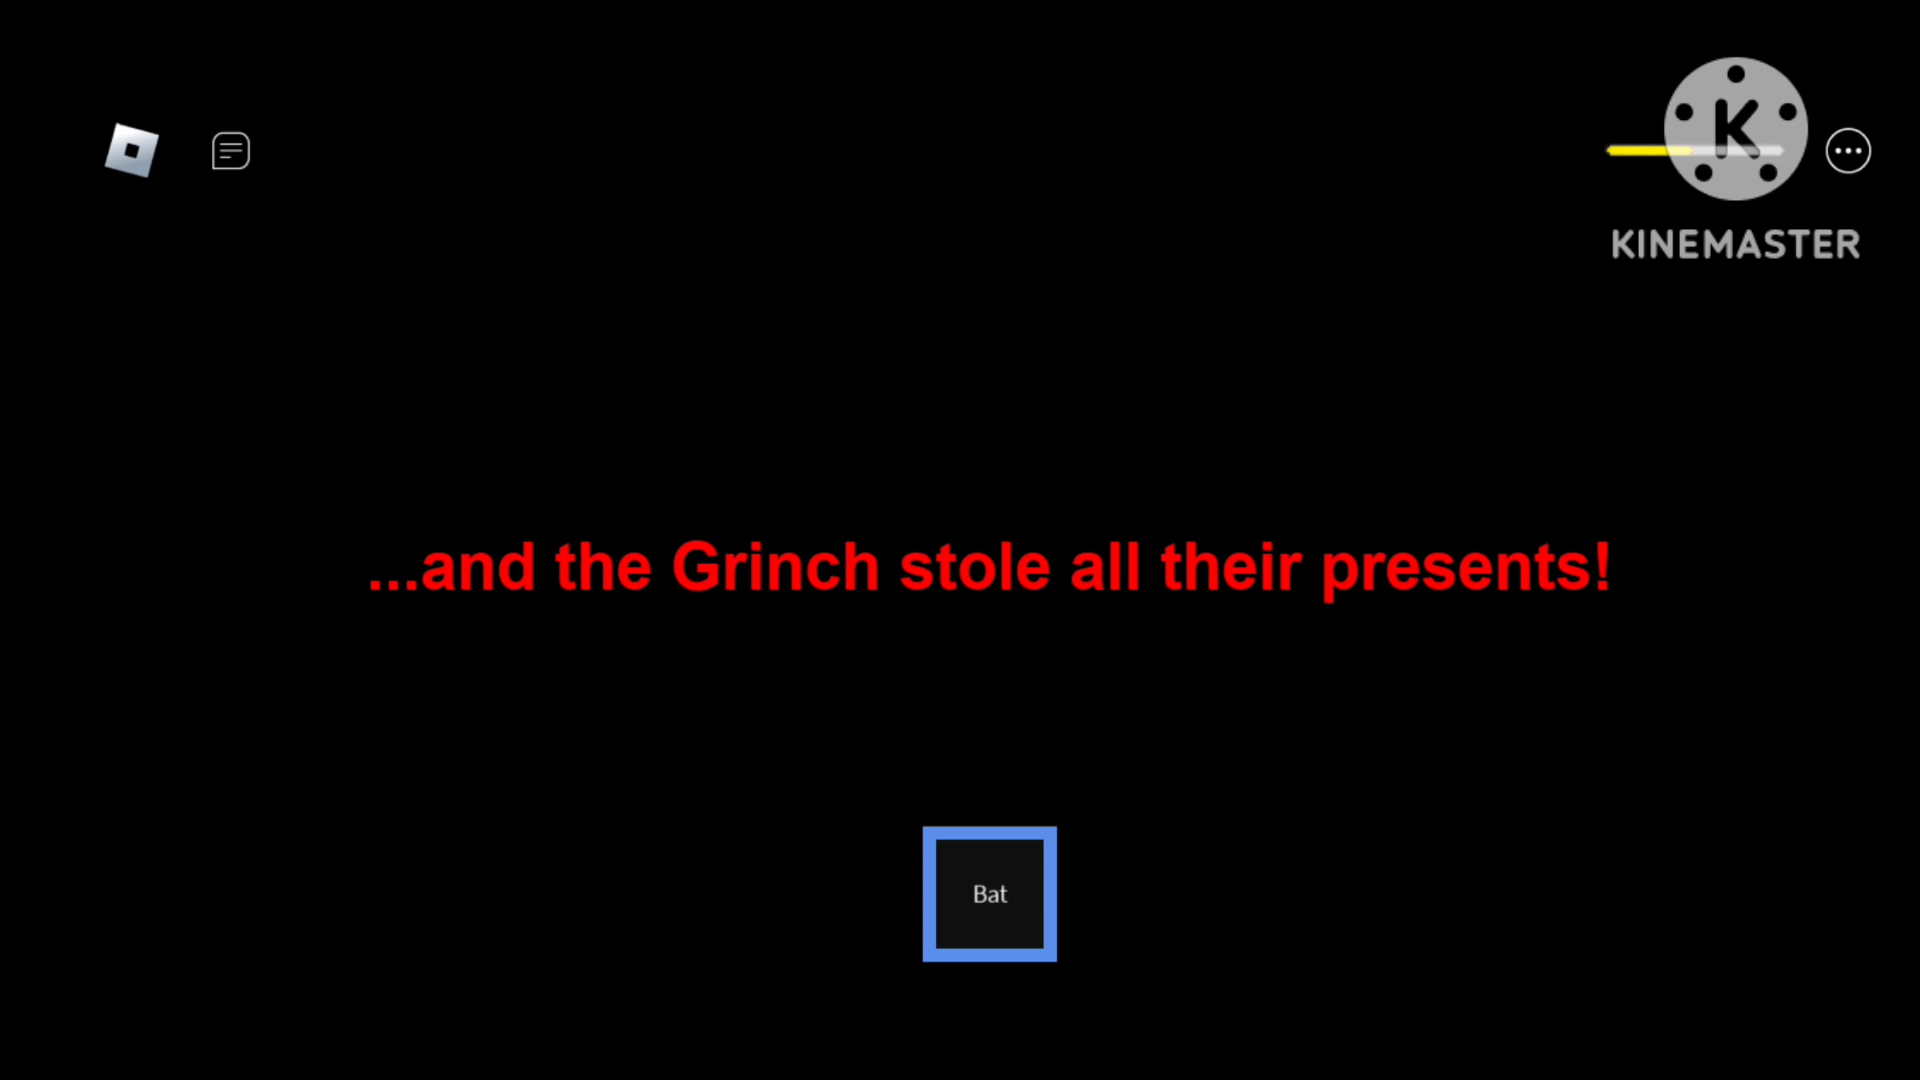 KINEMASTER
...and the Grinch stole all their presents!
Bat